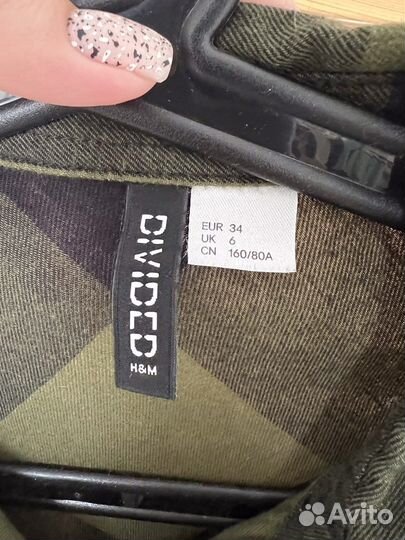 DIVIDED
H&M
EUR 34
UK 6
CN 160/80A
Avito